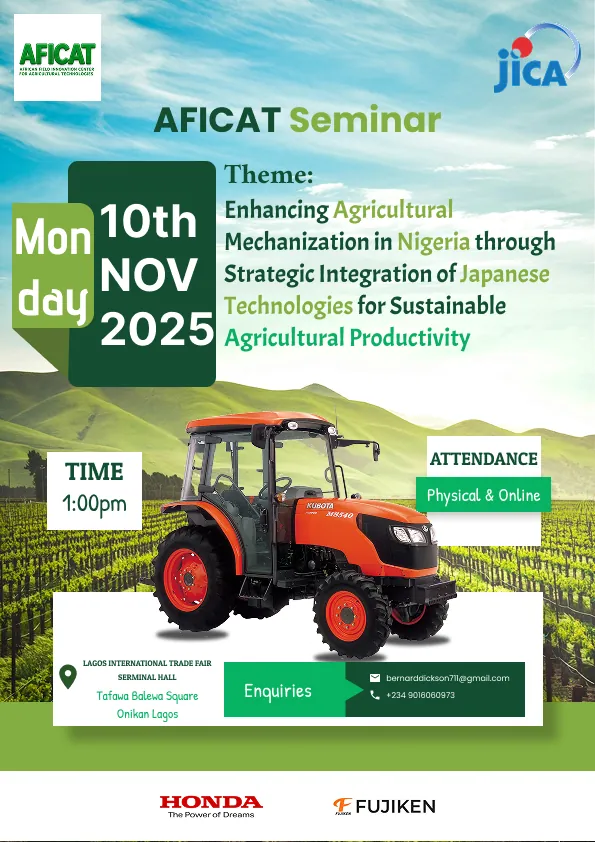 AFICAT
AFRICAN FIELD INNOVATION CENTER
FOR AGRICULTURAL TECHNOLOGIES
jICA
AFICAT Seminar
Mon
day
10th
NOV
2025
Theme:
Enhancing Agricultural
Mechanization in Nigeria through
Strategic Integration of Japanese
Technologies for Sustainable
Agricultural Productivity
TIME
1:00pm
ATTENDANCE
Physical & Online
KUBOTA
M8540
LAGOS INTERNATIONAL TRADE FAIR
SERMINAL HALL
Tafawa Balewa Square
Onikan Lagos
Enquiries
bernarddickson711@gmail.com
+234 9016060973
HONDA
The Power of Dreams
FUJIKEN
FUJIKEN